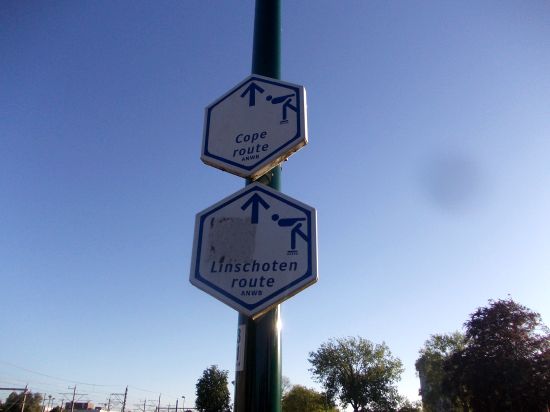 Cope
route
ANWB
Linschoten
route
ANWB